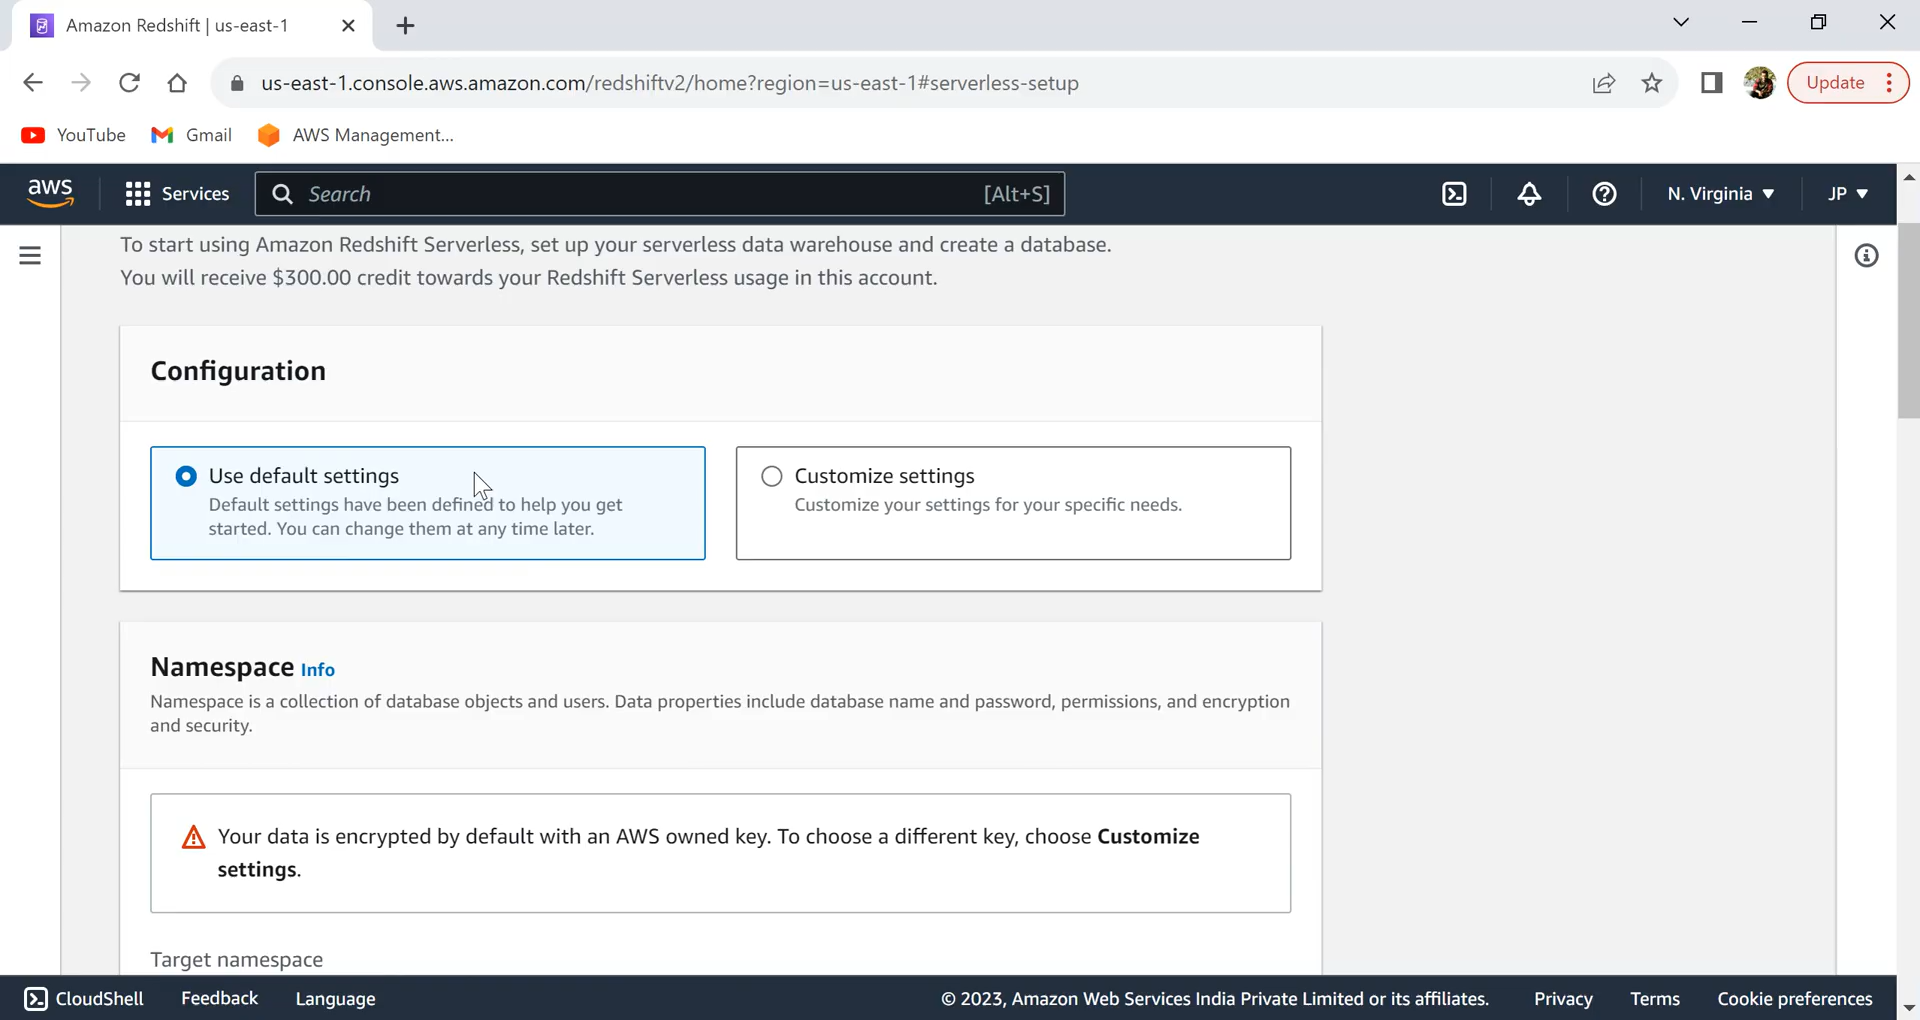 Amazon Redshift | us-east-1
us-east-1.console.aws.amazon.com/redshiftv2/home?region=us-east-1#serverless-setup
Update
YouTube
Gmail
AWS Management...
aws
Services
Search
[Alt+S]
N. Virginia
JP
To start using Amazon Redshift Serverless, set up your serverless data warehouse and create a database.
You will receive $300.00 credit towards your Redshift Serverless usage in this account.
Configuration
Use default settings
Default settings have been defined to help you get
started. You can change them at any time later.
Customize settings
Customize your settings for your specific needs.
Namespace Info
Namespace is a collection of database objects and users. Data properties include database name and password, permissions, and encryption
and security.
Your data is encrypted by default with an AWS owned key. To choose a different key, choose Customize
settings.
Target namespace
CloudShell
Feedback
Language
© 2023, Amazon Web Services India Private Limited or its affiliates.
Privacy
Terms
Cookie preferences